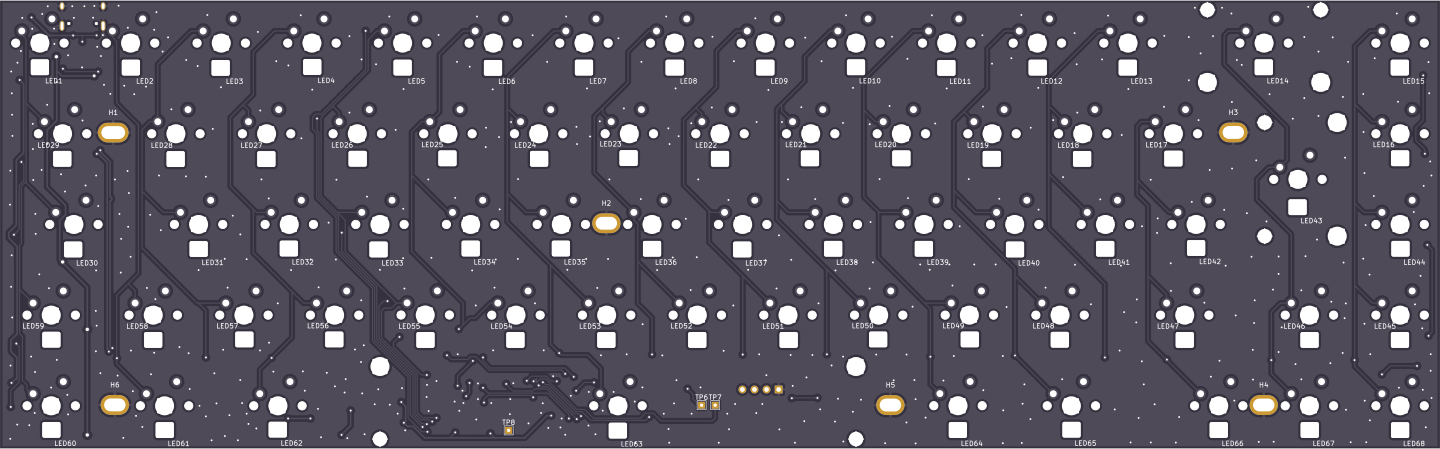 LED1 LED2 LED3 LED4 LED5 LED6 LED7 LED8 LED9 LED10 LED11 LED12 LED13 LED14 LED15
H1 H3
LED29 LED28 LED27 LED26 LED25 LED24 LED23 LED22 LED21 LED20 LED19 LED18 LED17 LED16
H2 LED43
LED30 LED31 LED32 LED33 LED34 LED35 LED36 LED37 LED38 LED39 LED40 LED41 LED42 LED44
LED59 LED58 LED57 LED56 LED55 LED54 LED53 LED52 LED51 LED50 LED49 LED48 LED47 LED46 LED45
H6 H5 H4
TP6 TP7
TP8
LED60 LED61 LED62 LED63 LED64 LED65 LED66 LED67 LED68